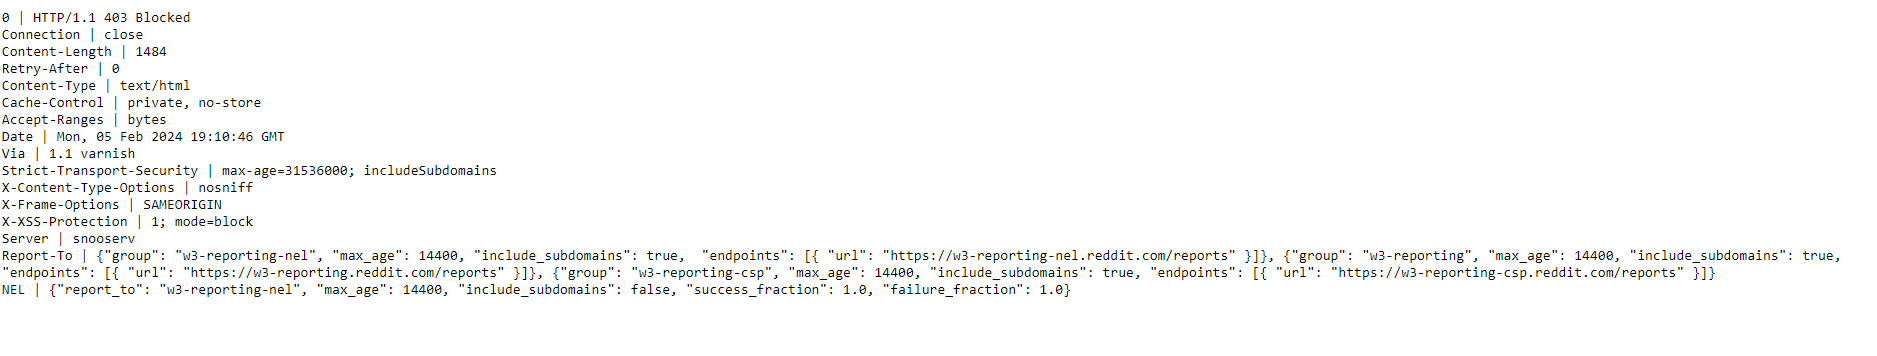 0 | HTTP/1.1 403 Blocked
Connection | close
Content-Length | 1484
Retry-After | 0
Content-Type | text/html
Cache-Control | private, no-store
Accept-Ranges | bytes
Date | Mon, 05 Feb 2024 19:10:46 GMT
Via | 1.1 varnish
Strict-Transport-Security | max-age=31536000; includeSubdomains
X-Content-Type-Options | nosniff
X-Frame-Options | SAMEORIGIN
X-XSS-Protection | 1; mode=block
Server | snooserv
Report-To | {"group": "w3-reporting-nel", "max_age": 14400, "include_subdomains": true,  "endpoints": [{ "url": "https://w3-reporting-nel.reddit.com/reports" }]}, {"group": "w3-reporting", "max_age": 14400, "include_subdomains": true,
"endpoints": [{ "url": "https://w3-reporting.reddit.com/reports" }]}, {"group": "w3-reporting-csp", "max_age": 14400, "include_subdomains": true, "endpoints": [{ "url": "https://w3-reporting-csp.reddit.com/reports" }]}
NEL | {"report_to": "w3-reporting-nel", "max_age": 14400, "include_subdomains": false, "success_fraction": 1.0, "failure_fraction": 1.0}